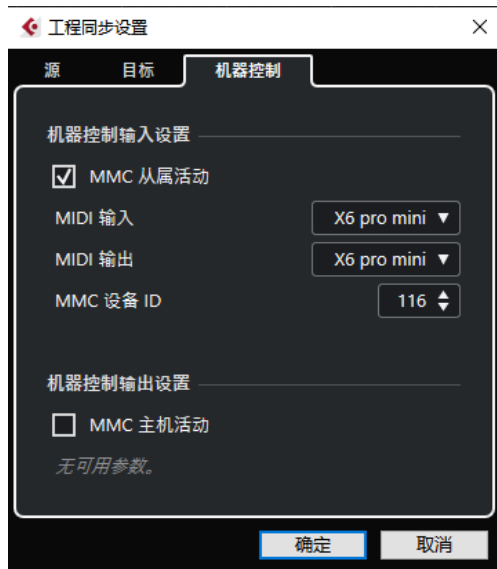 工程同步设置
源 目标 机器控制
机器控制输入设置
MMC 从属活动
MIDI 输入 X6 pro mini
MIDI 输出 X6 pro mini
MMC 设备 ID 116
机器控制输出设置
MMC 主机活动
无可用参数。
确定 取消